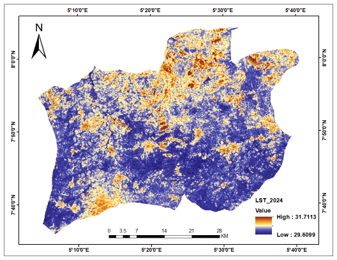 5°10'0"E 5°20'0"E 5°30'0"E 5°40'0"E
N
8°0'0"N 8°0'0"N
7°50'0"N 7°50'0"N
7°40'0"N 7°40'0"N
LST_2024
Value
High : 31.7113
Low : 29.6099
0 3.5 7 14 21 28
KM
5°10'0"E 5°20'0"E 5°30'0"E 5°40'0"E